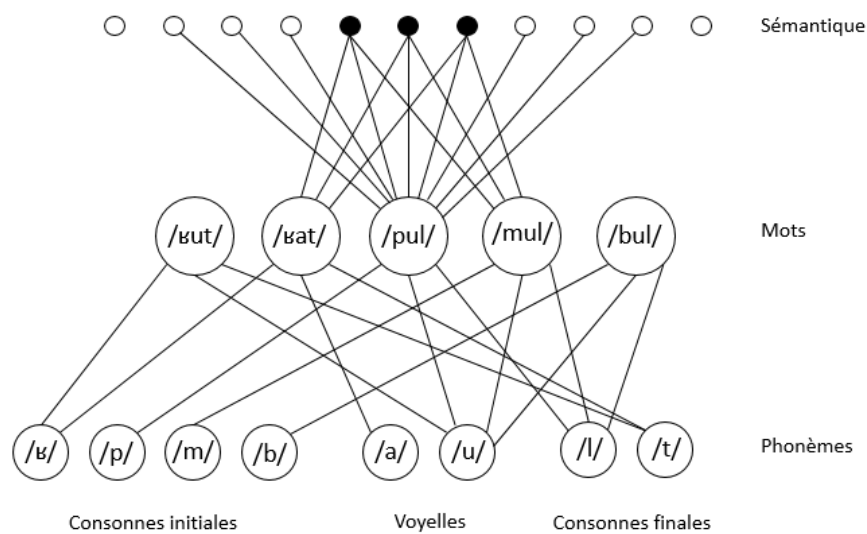 Sémantique
/ʁut/ /ʁat/ /pul/ /mul/ /bul/ Mots
/ʁ/ /p/ /m/ /b/ /a/ /u/ /l/ /t/ Phonèmes
Consonnes initiales Voyelles Consonnes finales